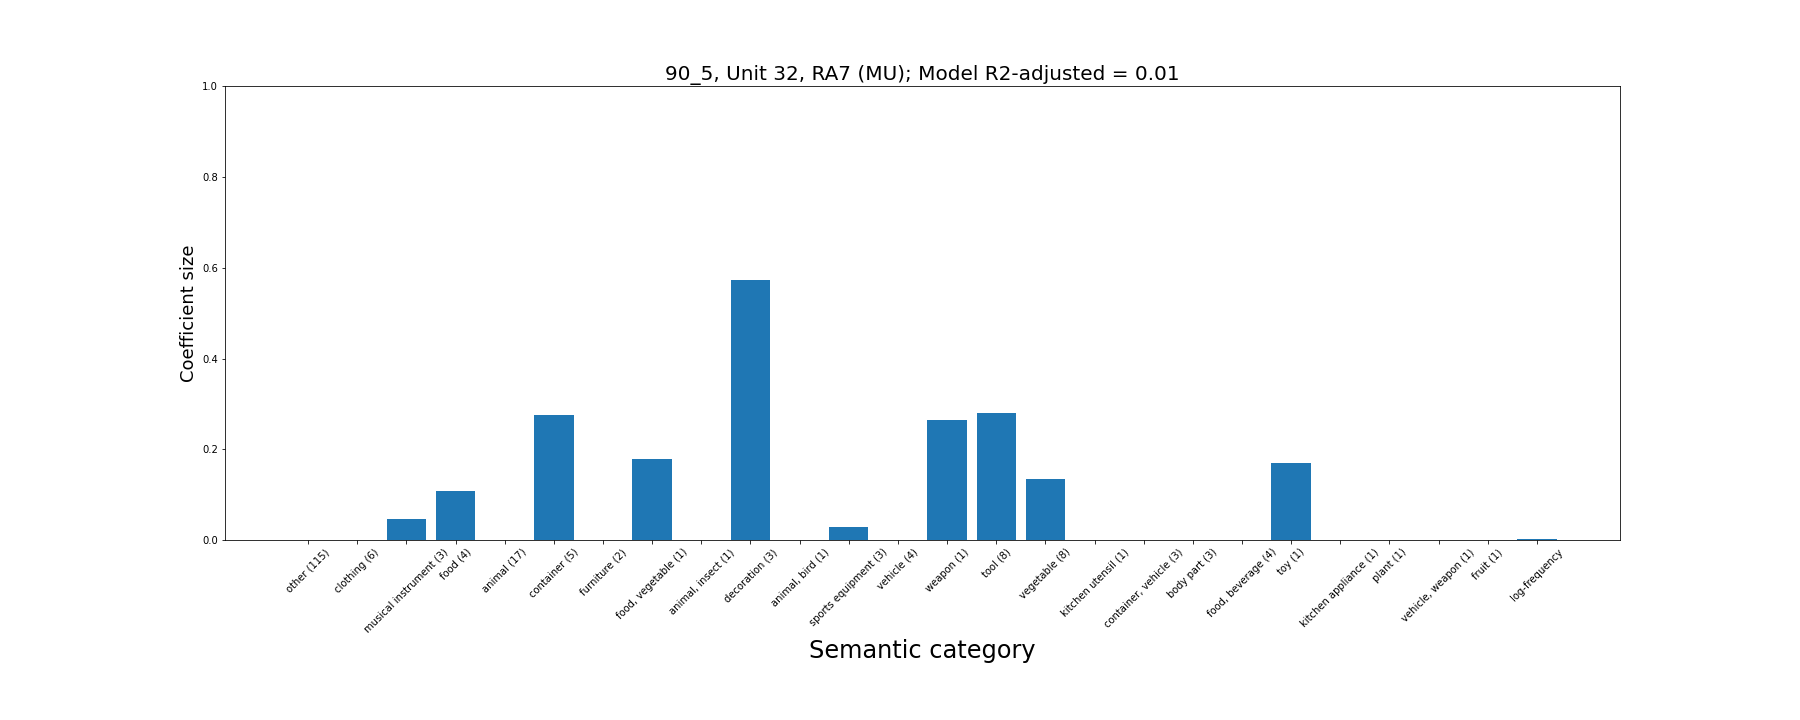 90_5, Unit 32, RA7 (MU); Model R2-adjusted = 0.01
Coefficient size
1.0
0.8
0.6
0.4
0.2
0.0
other (115)
clothing (6)
musical instrument (3)
food (4)
animal (17)
container (5)
furniture (2)
food, vegetable (1)
animal, insect (1)
decoration (3)
animal, bird (1)
sports equipment (3)
vehicle (4)
weapon (1)
tool (8)
vegetable (8)
kitchen utensil (1)
container, vehicle (3)
body part (3)
food, beverage (4)
toy (1)
kitchen appliance (1)
plant (1)
vehicle, weapon (1)
fruit (1)
log-frequency
Semantic category